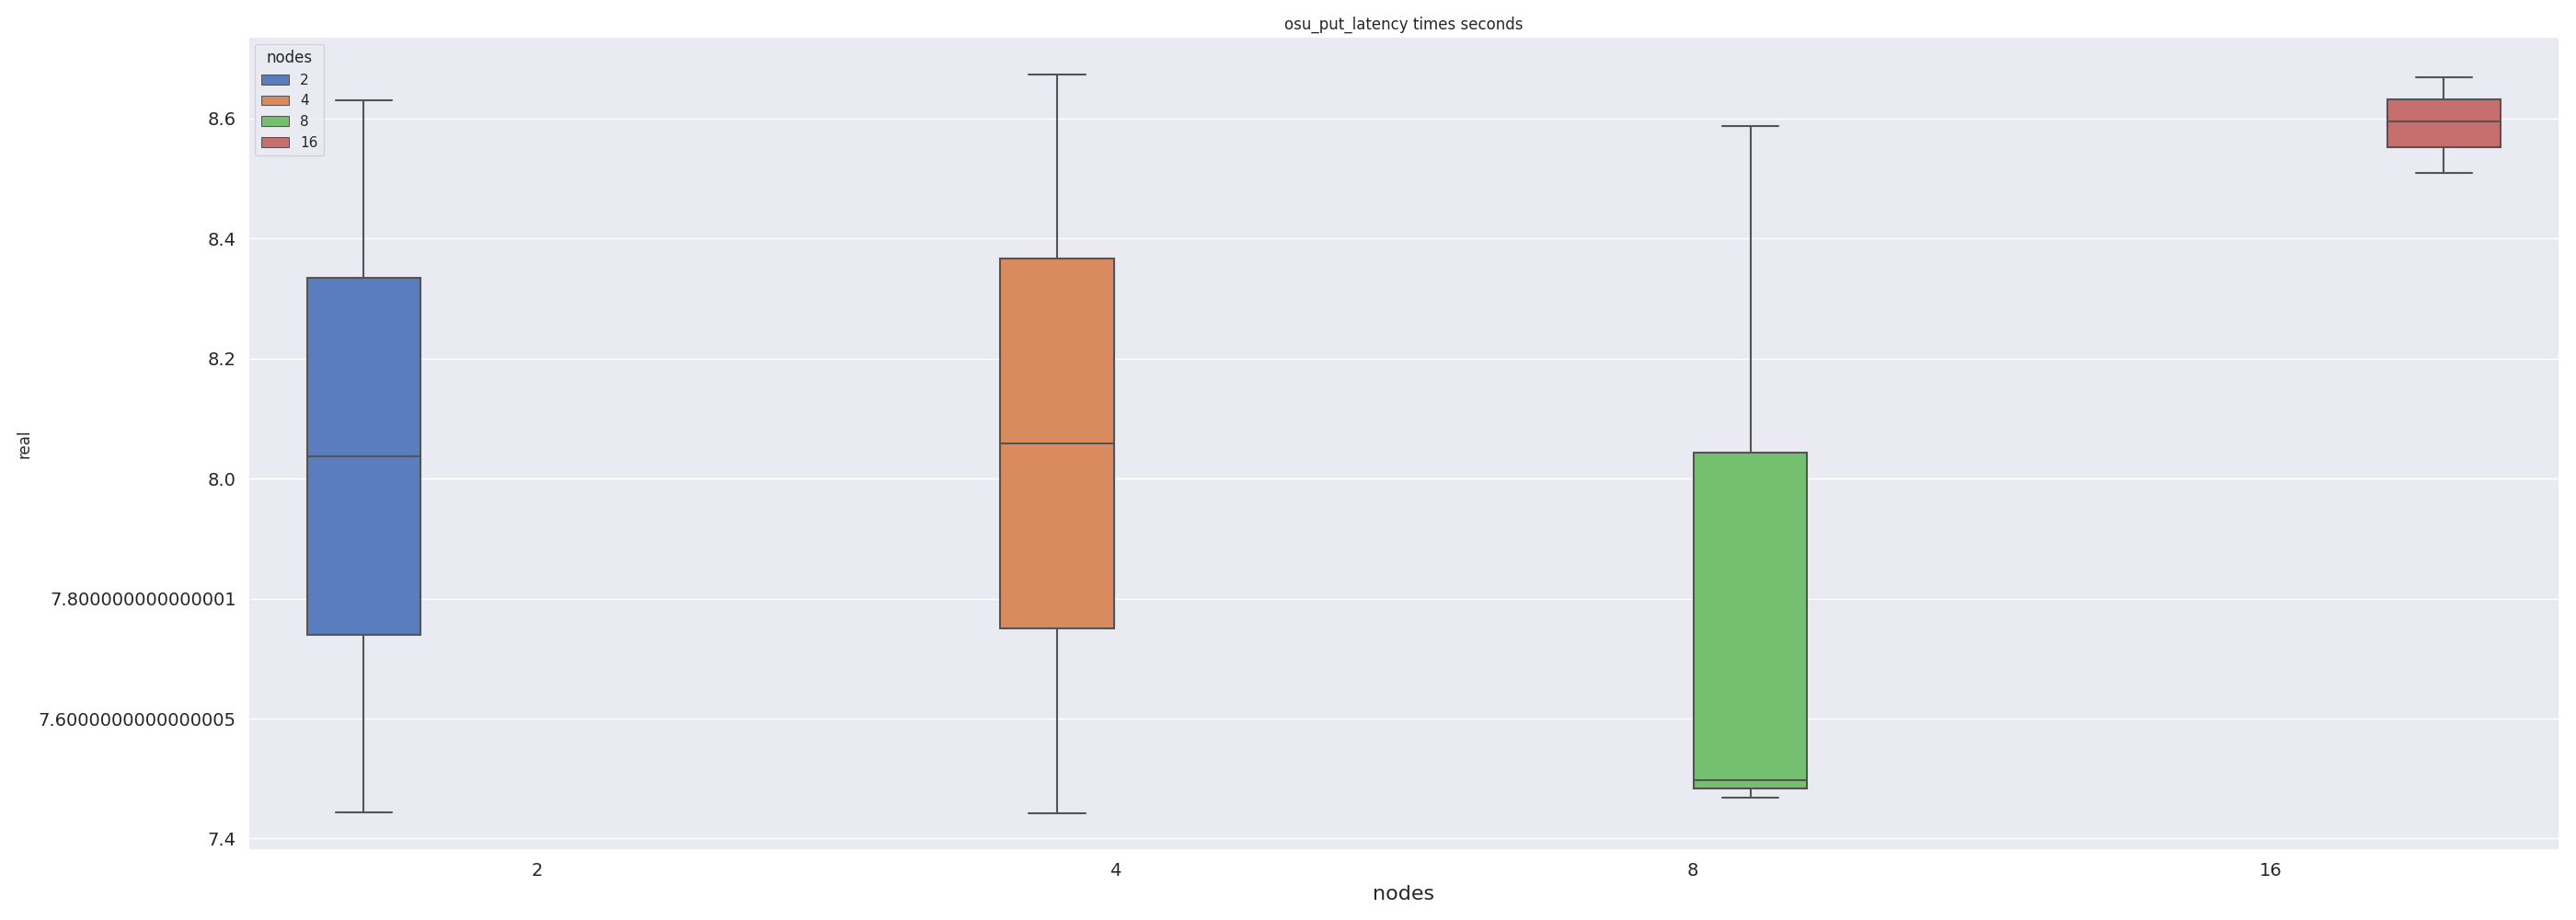 osu_put_latency times seconds
nodes
2
4
8
16
8.6
8.4
8.2
8.0
7.800000000000001
7.6000000000000005
7.4
real
2 4 8 16
nodes